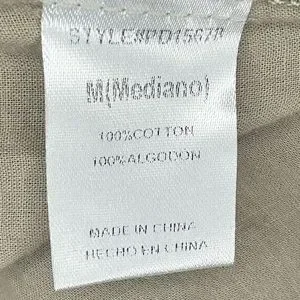 STYLE#PD15678
M(Mediano)
100%COTTON
100%ALGODON
MADE IN CHINA
HECHO EN CHINA